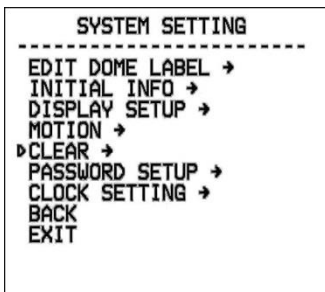 SYSTEM SETTING
EDIT DOME LABEL →
INITIAL INFO →
DISPLAY SETUP →
MOTION →
CLEAR →
PASSWORD SETUP →
CLOCK SETTING →
BACK
EXIT